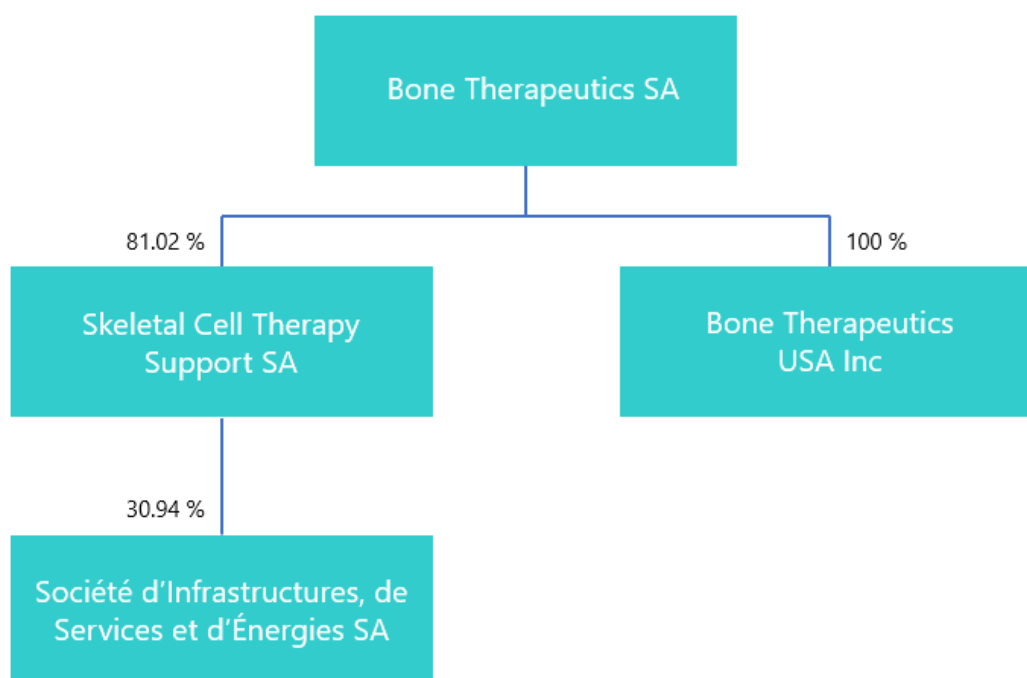 Bone Therapeutics SA
81.02 %
100 %
Skeletal Cell Therapy
Support SA
Bone Therapeutics
USA Inc
30.94 %
Société d’Infrastructures, de
Services et d’Énergies SA